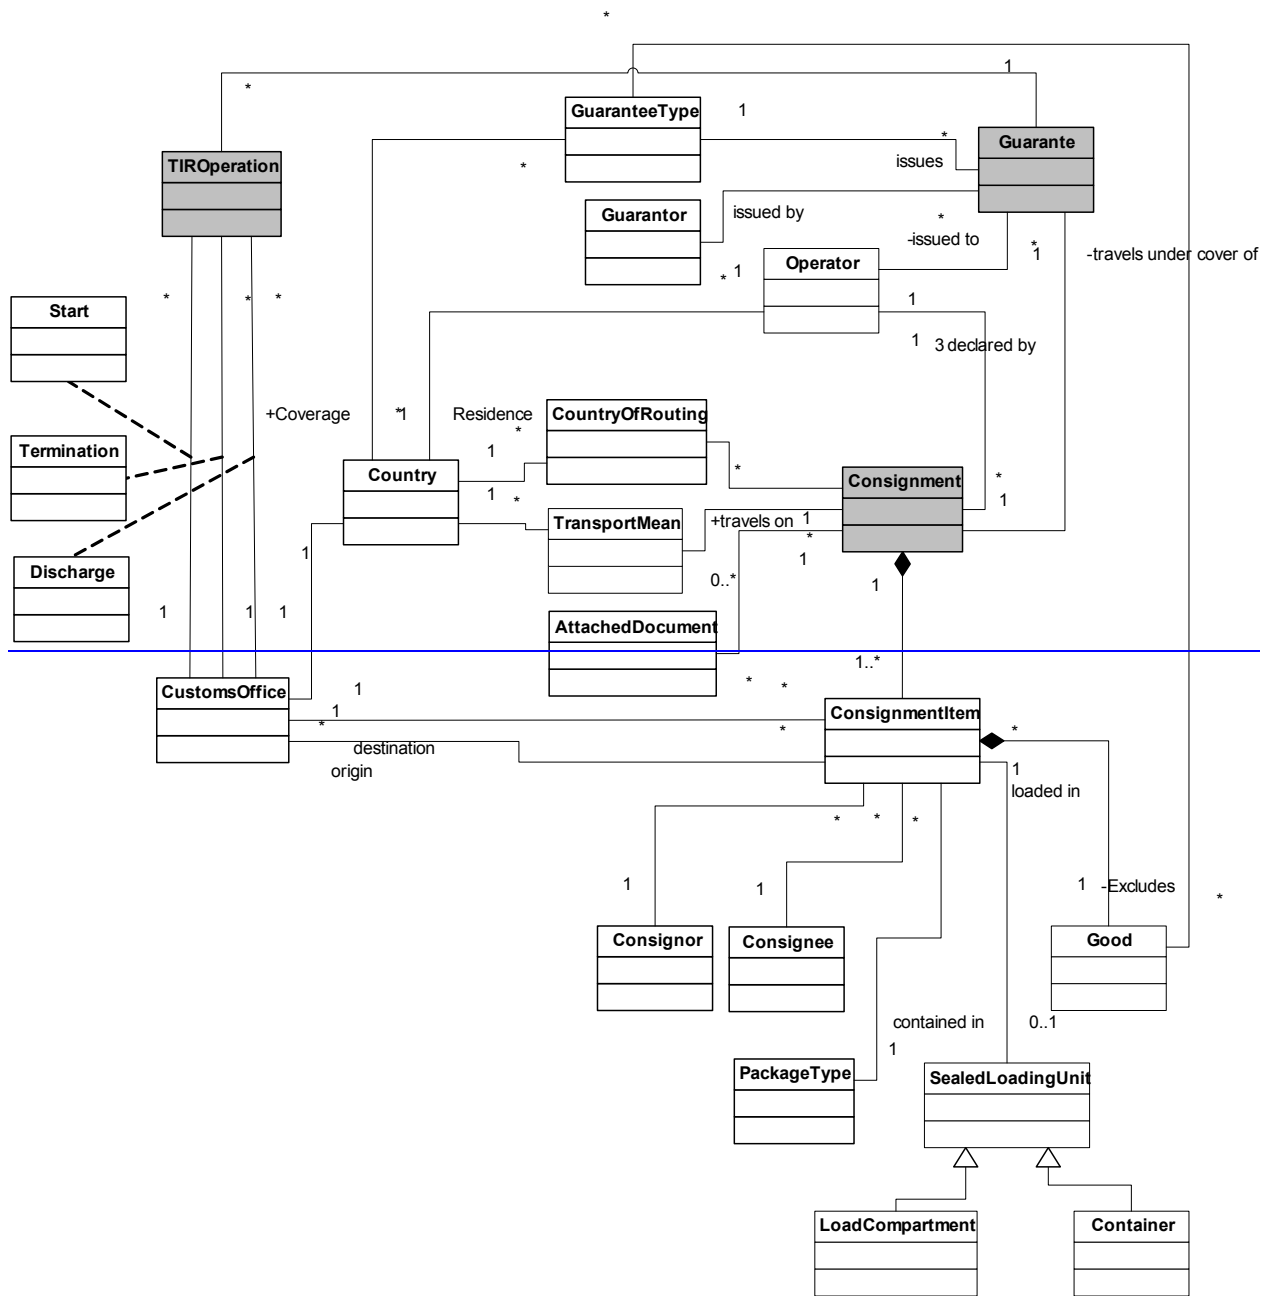 *
1
*
GuaranteeType
1
*
Guarante
TIROperation
*
issues
Guarantor
issued by
*
-issued to
*
1
-travels under cover of
Operator
*
1
*
*
*
1
Start
1
3 declared by
+Coverage
*1
Residence
CountryOfRouting
*
1
Termination
*
Country
Consignment
*
1
*
1
TransportMean
+travels on
1
*
1
1
Discharge
0..*
1
1
1
1
AttachedDocument
1..*
CustomsOffice
1
*
*
ConsignmentItem
1
*
*
*
destination
origin
1
loaded in
*
*
*
1
1
1
-Excludes
*
Consignor
Consignee
Good
contained in
0..1
1
PackageType
SealedLoadingUnit
LoadCompartment
Container